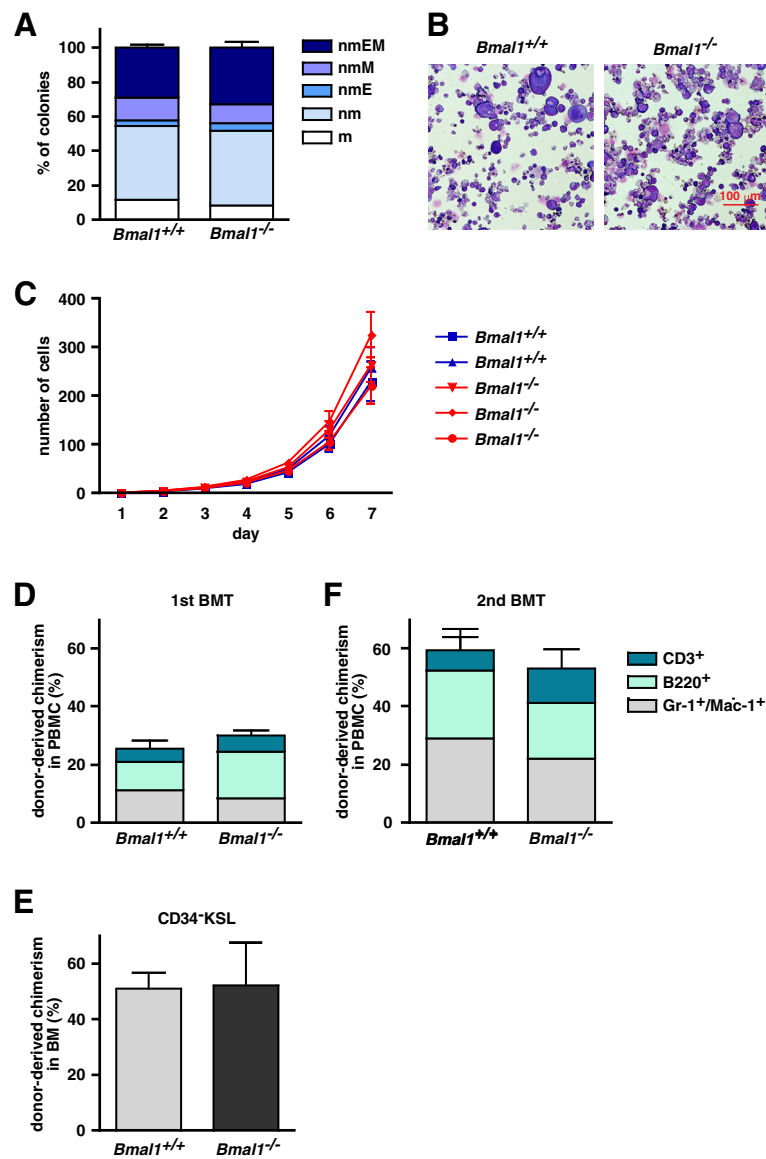 A
% of colonies
100
80
60
40
20
0
Bmal1+/+
Bmal1-/-
nmEM
nmM
nmE
nm
m
B
Bmal1+/+
Bmal1-/-
100 μm
C
number of cells
400
300
200
100
0
1 2 3 4 5 6 7
day
Bmal1+/+
Bmal1+/+
Bmal1-/-
Bmal1-/-
Bmal1-/-
D
1st BMT
donor-derived chimerism
in PBMC (%)
60
40
20
0
Bmal1+/+
Bmal1-/-
F
2nd BMT
donor-derived chimerism
in PBMC (%)
60
40
20
0
Bmal1+/+
Bmal1-/-
CD3+
B220+
Gr-1+/Mac-1+
E
CD34-KSL
donor-derived chimerism
in BM (%)
60
40
20
0
Bmal1+/+
Bmal1-/-